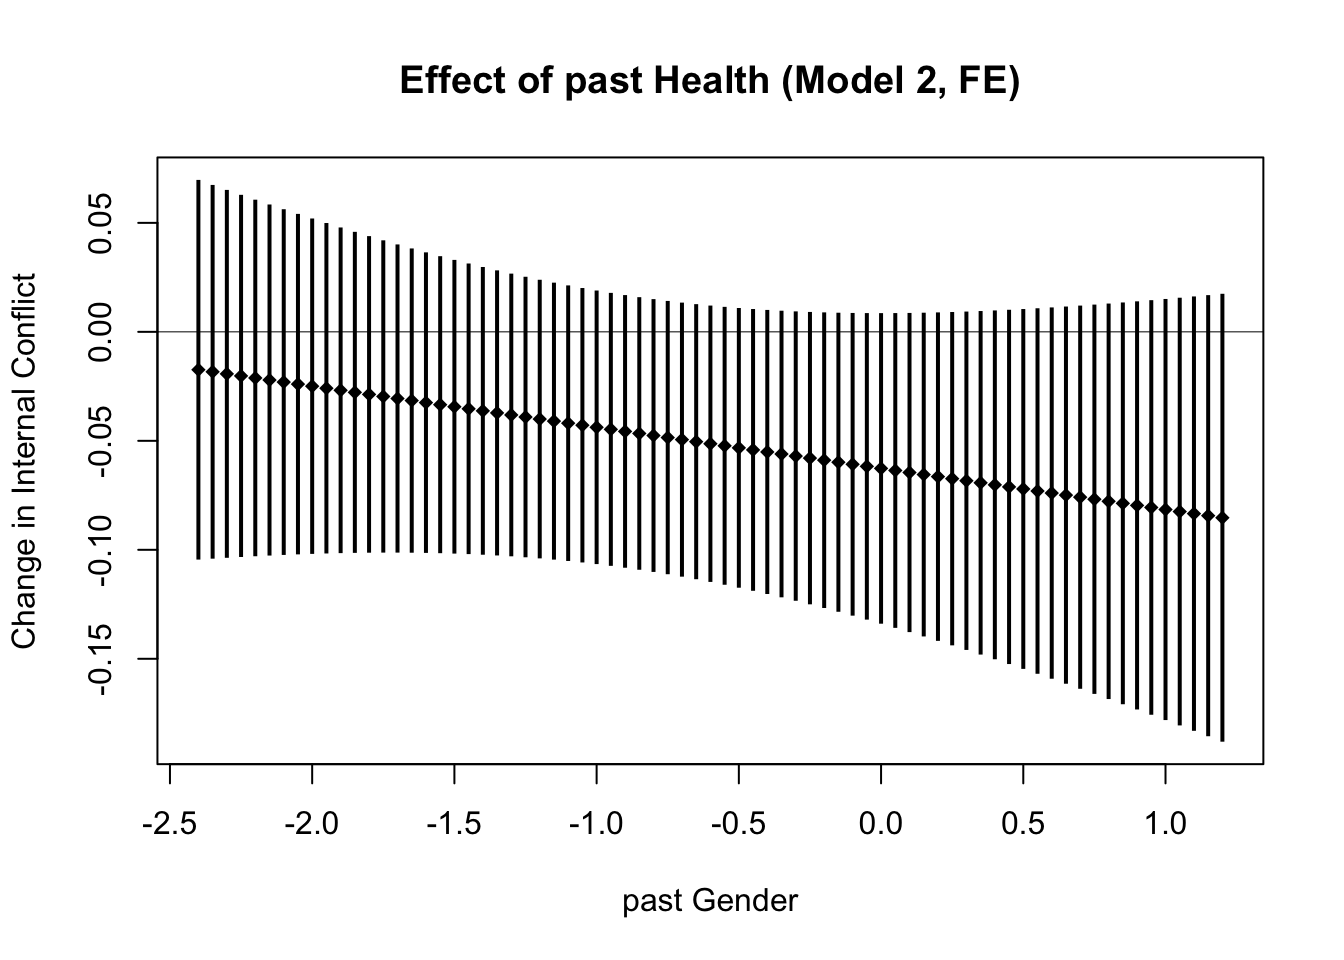 Effect of past Health (Model 2, FE)
Change in Internal Conflict
0.05
0.00
-0.05
-0.10
-0.15
-2.5 -2.0 -1.5 -1.0 -0.5 0.0 0.5 1.0
past Gender